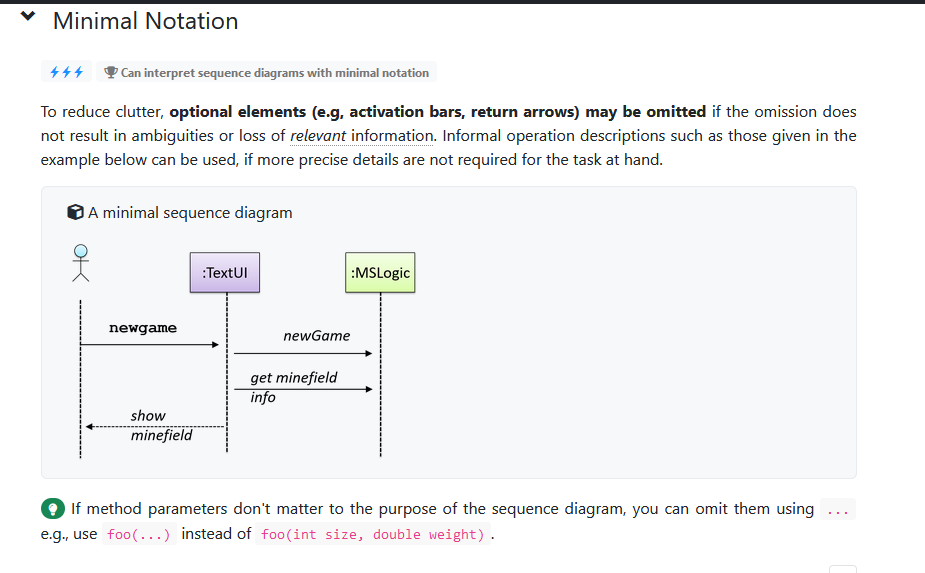 Minimal Notation
Can interpret sequence diagrams with minimal notation
To reduce clutter, optional elements (e.g, activation bars, return arrows) may be omitted if the omission does
not result in ambiguities or loss of relevant information. Informal operation descriptions such as those given in the
example below can be used, if more precise details are not required for the task at hand.
A minimal sequence diagram
:TextUI
:MSLogic
newgame
newGame
get minefield
info
show
minefield
If method parameters don't matter to the purpose of the sequence diagram, you can omit them using ...
e.g., use foo(...) instead of foo(int size, double weight) .